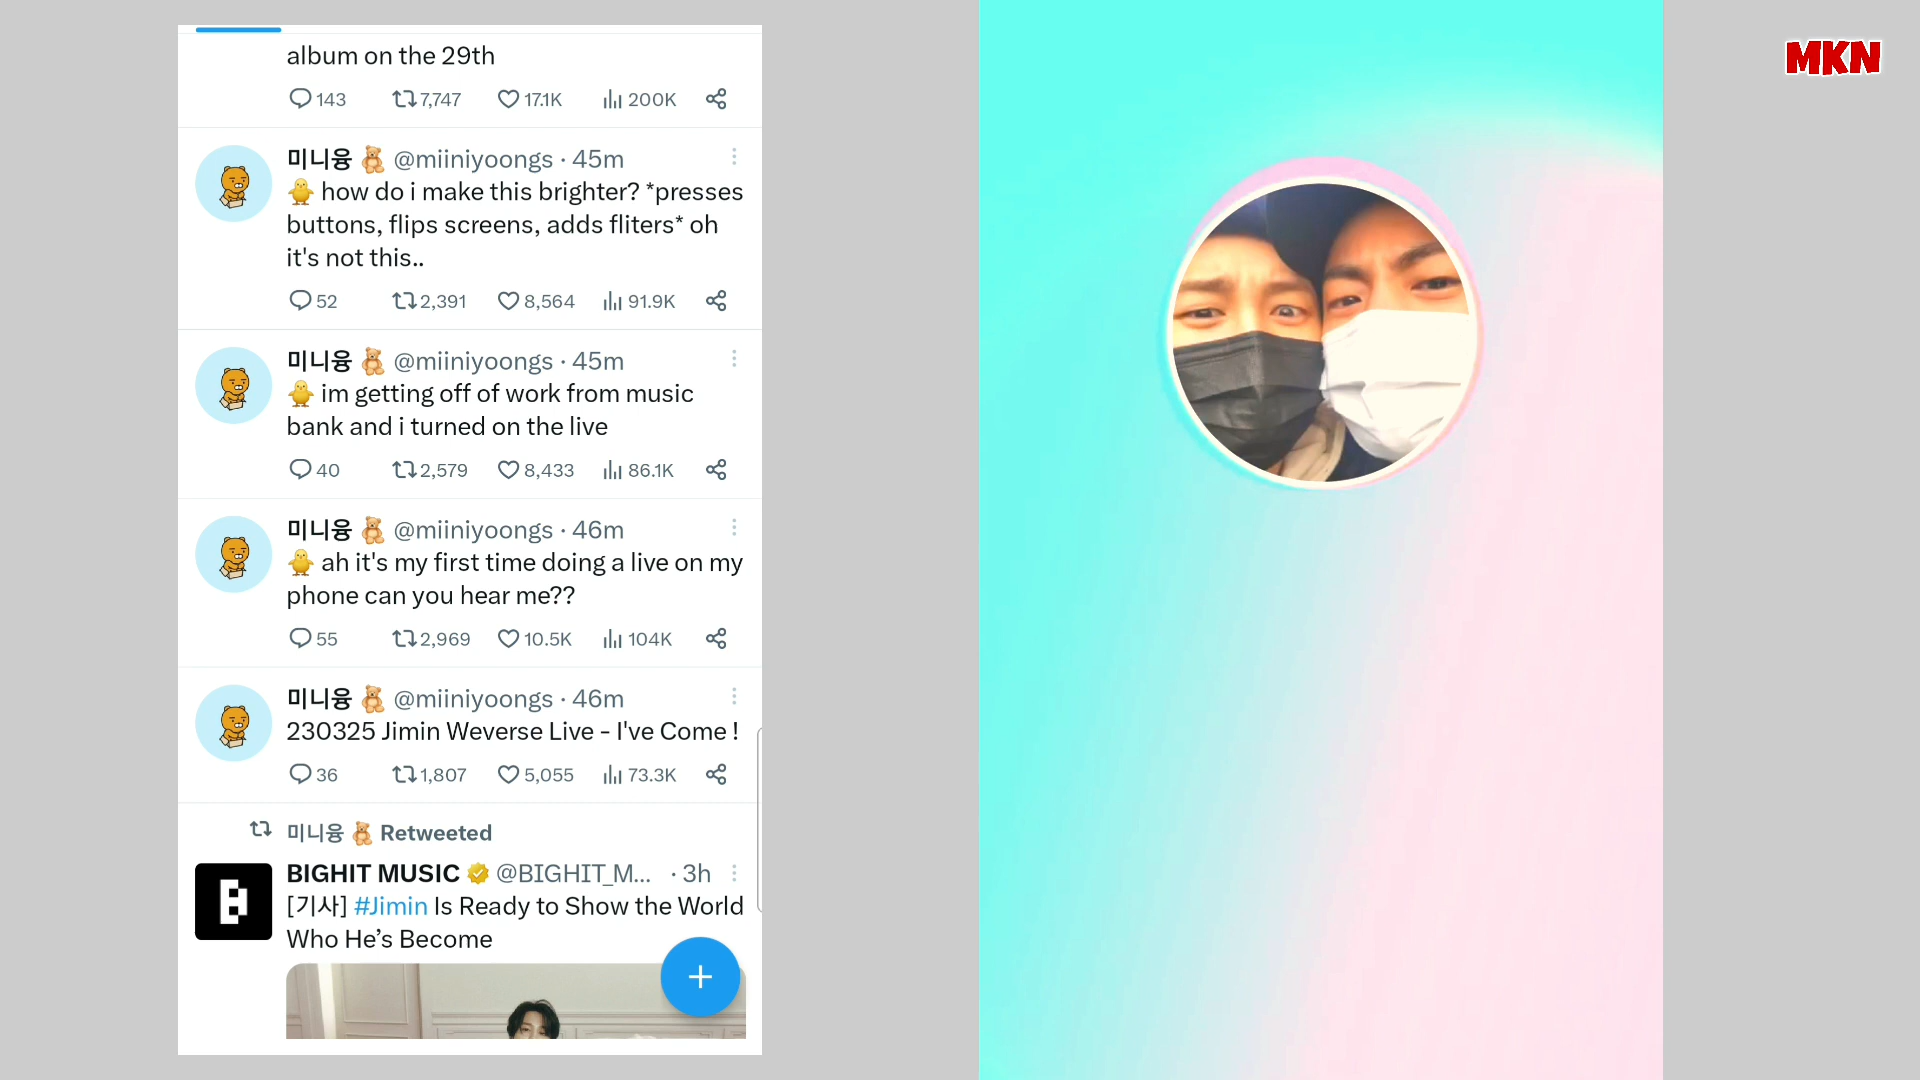 album on the 29th
143 7,747 17.1K 200K
미니융 🧸 @miiniyoongs · 45m
🐥 how do i make this brighter? *presses
buttons, flips screens, adds fliters* oh
it's not this..
52 2,391 8,564 91.9K
미니융 🧸 @miiniyoongs · 45m
🐥 im getting off of work from music
bank and i turned on the live
40 2,579 8,433 86.1K
미니융 🧸 @miiniyoongs · 46m
🐥 ah it's my first time doing a live on my
phone can you hear me??
55 2,969 10.5K 104K
미니융 🧸 @miiniyoongs · 46m
230325 Jimin Weverse Live - I've Come !
36 1,807 5,055 73.3K
미니융 🧸 Retweeted
BIGHIT MUSIC @BIGHIT_M... · 3h
[기사] #Jimin Is Ready to Show the World
Who He’s Become
MKN